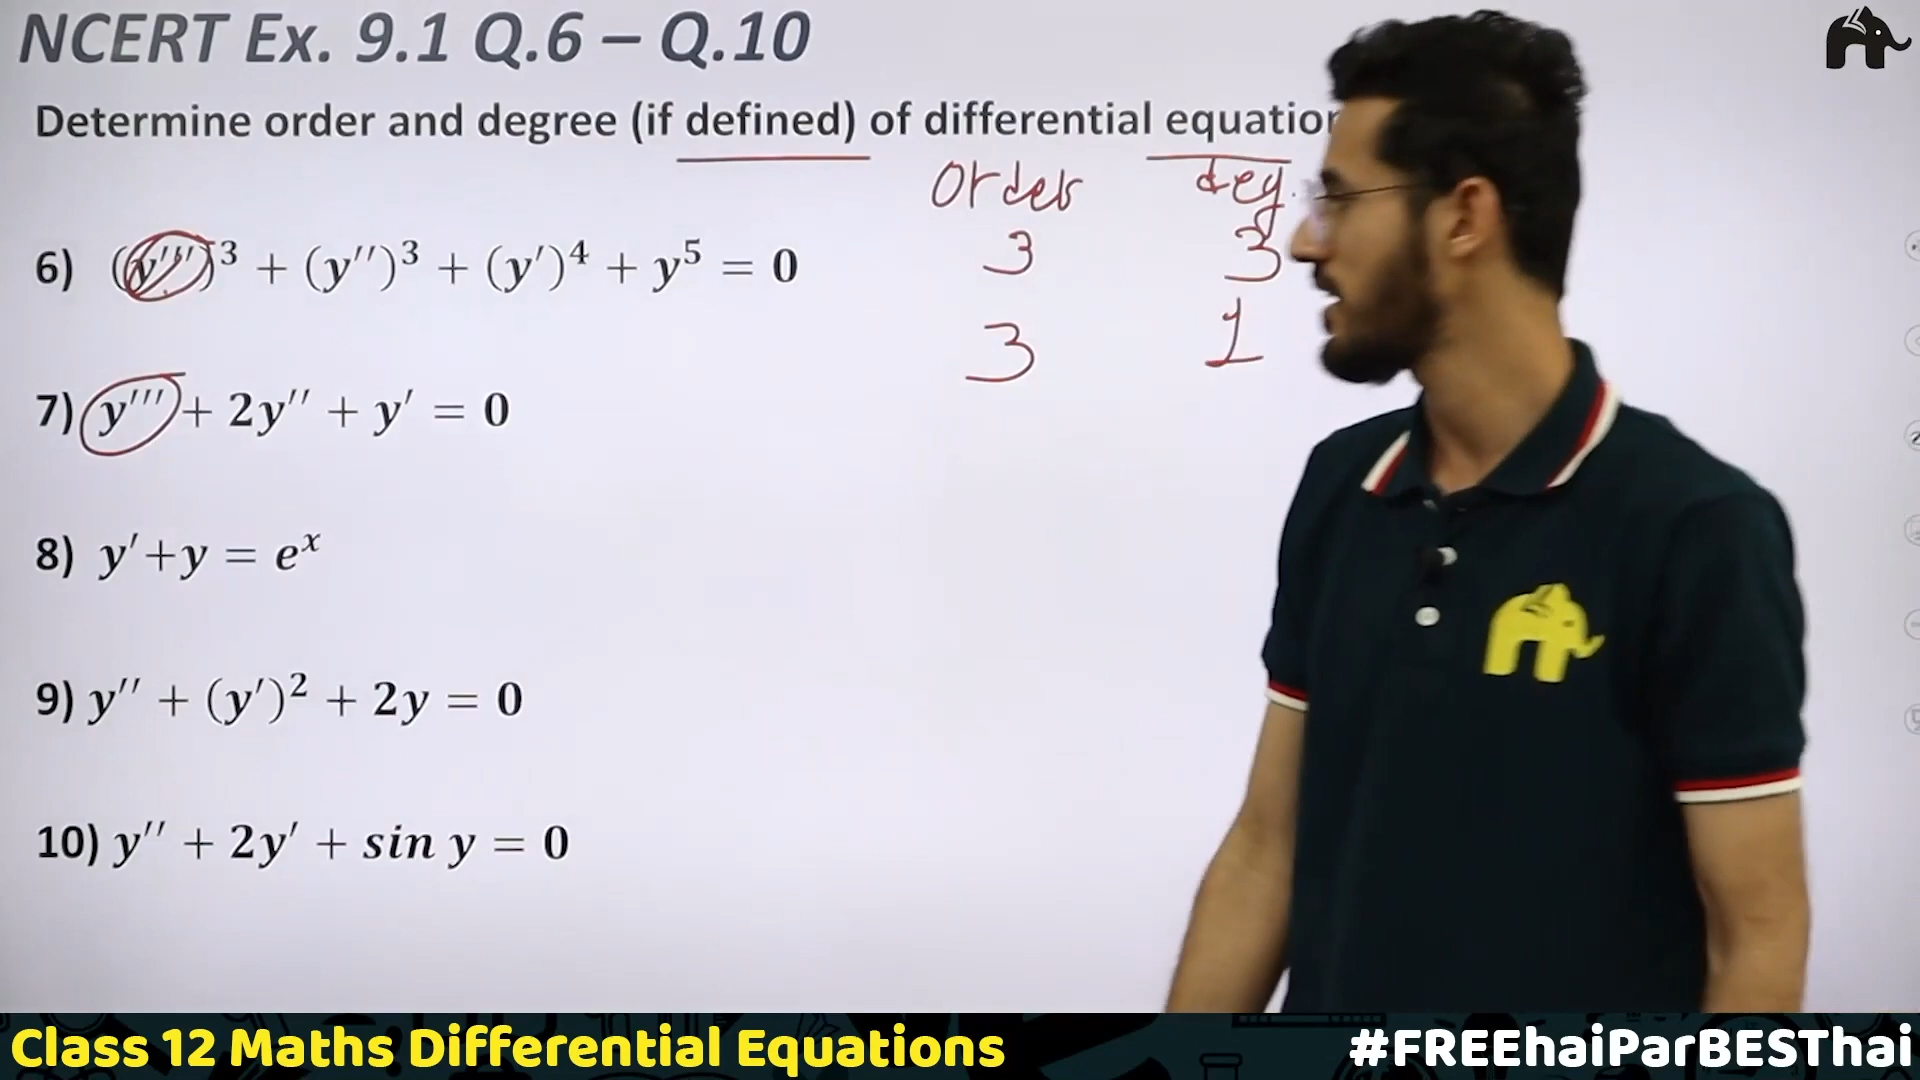 NCERT Ex. 9.1 Q.6 – Q.10
Determine order and degree (if defined) of differential equation
Order deg.
6) (y''')³ + (y'')³ + (y')⁴ + y⁵ = 0 3 3
3 1
7) y''' + 2y'' + y' = 0
8) y'+y = eˣ
9) y'' + (y')² + 2y = 0
10) y'' + 2y' + sin y = 0
Class 12 Maths Differential Equations #FREEhaiParBESThai